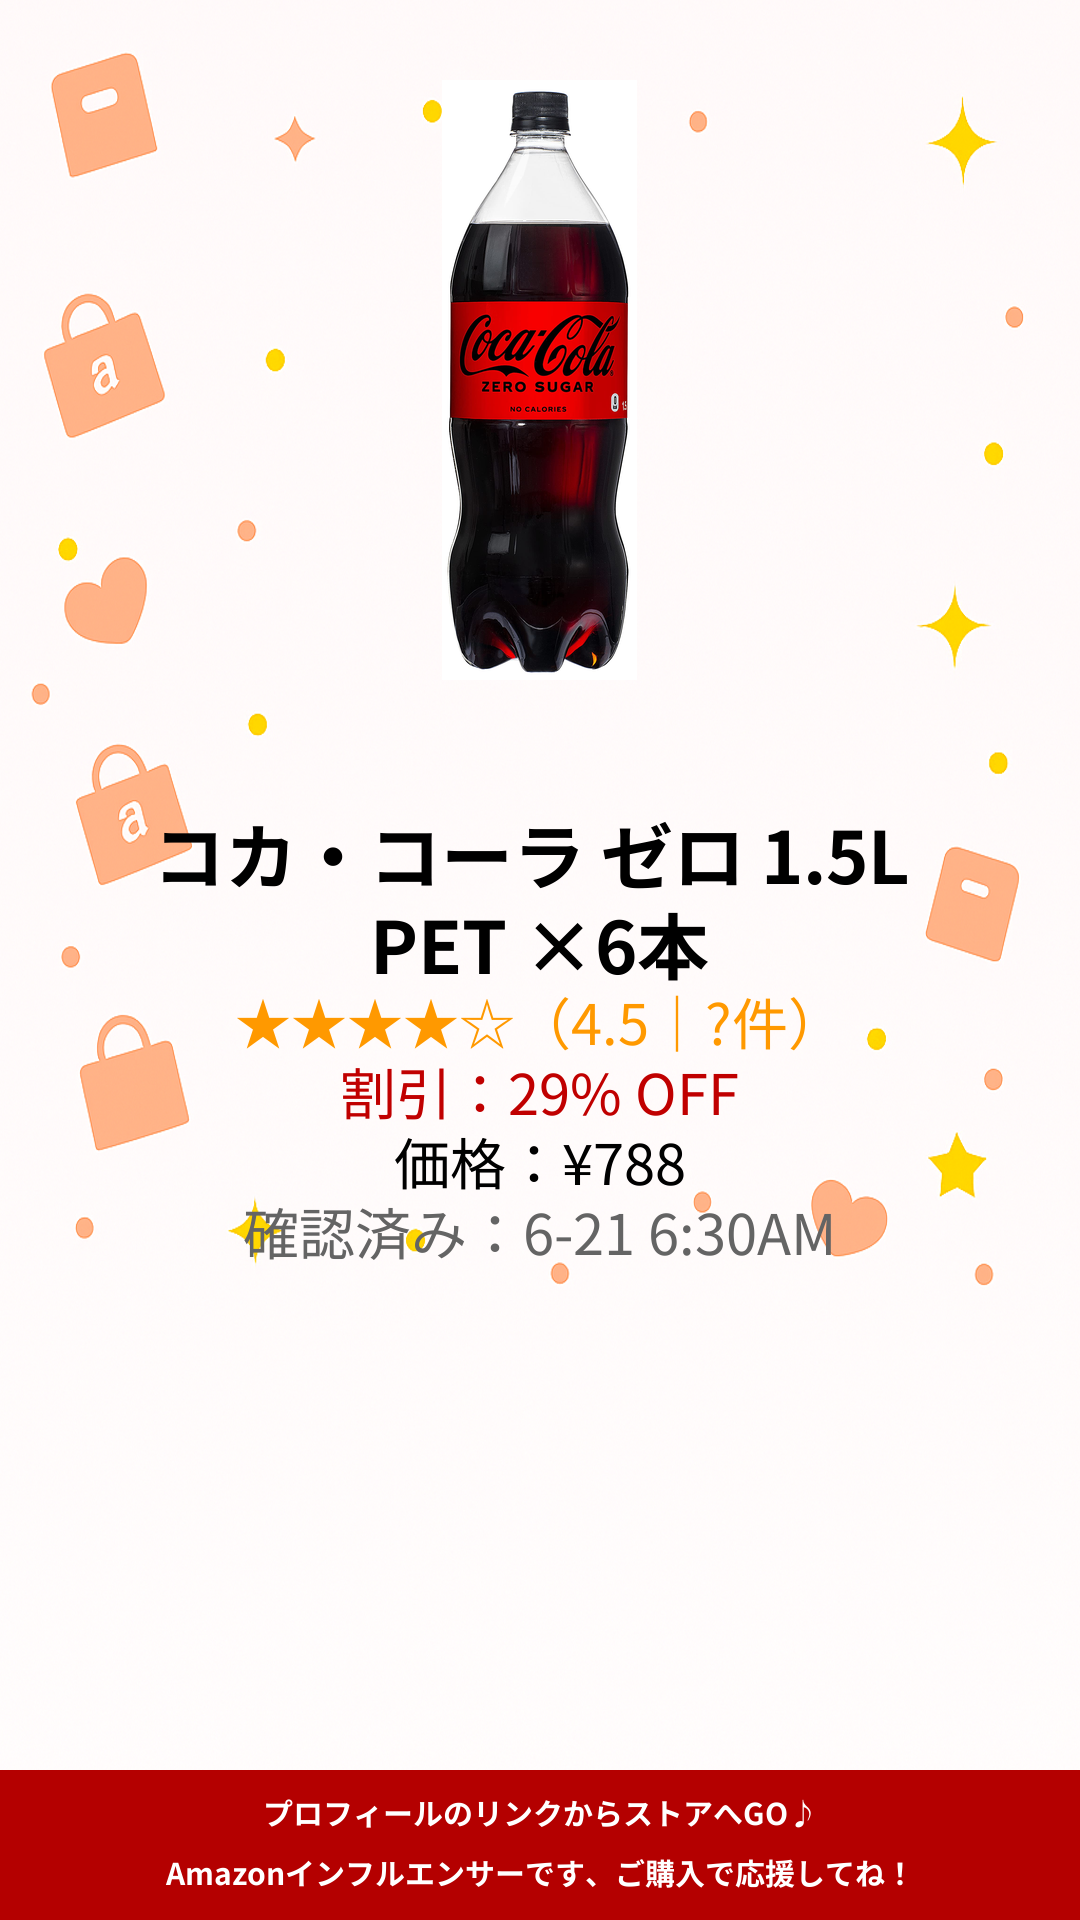 Coca-Cola
ZERO SUGAR
NO CALORIES
a
a
コカ・コーラ ゼロ 1.5L
PET ×6本
★★★★☆（4.5｜?件）
割引：29% OFF
価格：¥788
確認済み：6-21 6:30AM
プロフィールのリンクからストアへGO♪
Amazonインフルエンサーです、ご購入で応援してね！